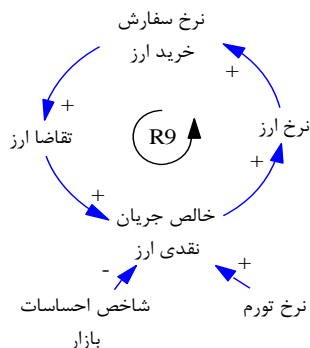 نرخ سفارش
خرید ارز
+
+
تقاضا ارز
R9
نرخ ارز
+
+
خالص جریان
نقدی ارز
-
+
شاخص احساسات
بازار
نرخ تورم